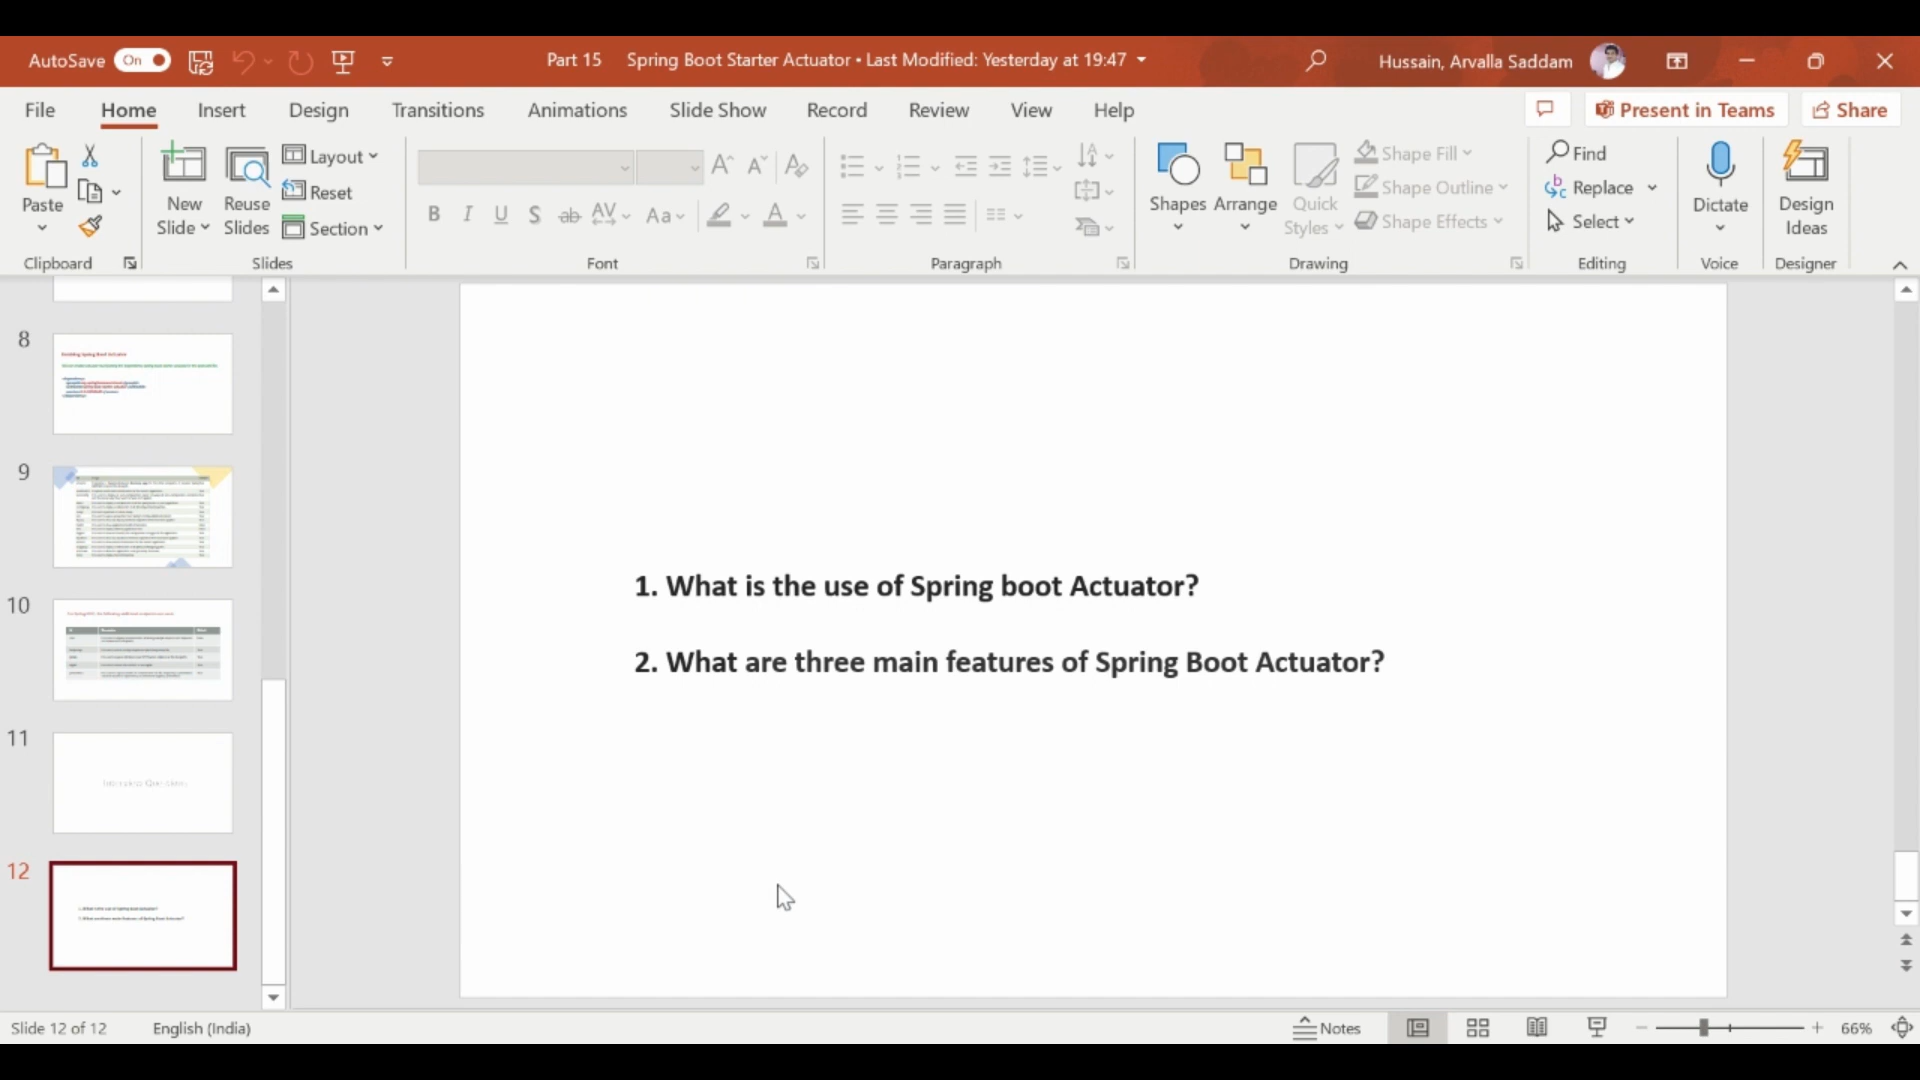 AutoSave On Part 15 Spring Boot Starter Actuator • Last Modified: Yesterday at 19:47 Hussain, Arvalla Saddam
File Home Insert Design Transitions Animations Slide Show Record Review View Help Present in Teams Share
Paste
New Slide
Reuse Slides
Layout
Reset
Section
B I U S ab AV Aa A
Shapes Arrange Quick Styles
Shape Fill
Shape Outline
Shape Effects
Find
Replace
Select
Dictate
Design Ideas
Clipboard Slides Font Paragraph Drawing Editing Voice Designer
8
9
10
11
12
1. What is the use of Spring boot Actuator?
2. What are three main features of Spring Boot Actuator?
Slide 12 of 12 English (India) Notes 66%